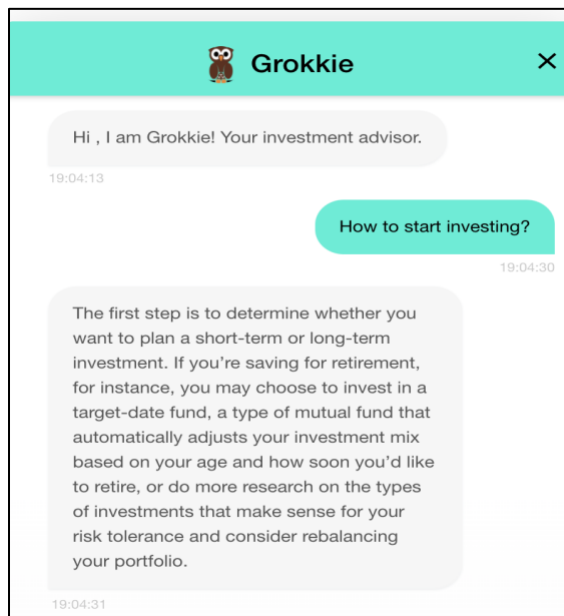 Grokkie
Hi , I am Grokkie! Your investment advisor.
19:04:13
How to start investing?
19:04:30
The first step is to determine whether you
want to plan a short-term or long-term
investment. If you’re saving for retirement,
for instance, you may choose to invest in a
target-date fund, a type of mutual fund that
automatically adjusts your investment mix
based on your age and how soon you’d like
to retire, or do more research on the types
of investments that make sense for your
risk tolerance and consider rebalancing
your portfolio.
19:04:31